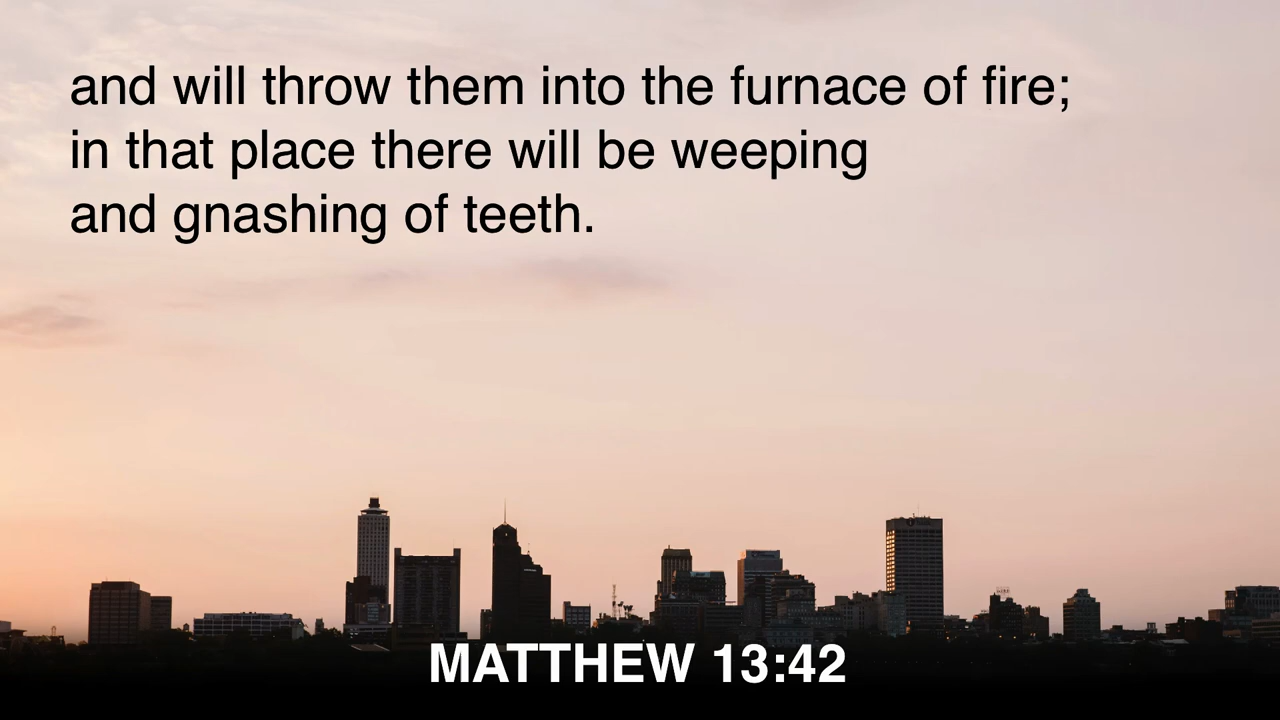 and will throw them into the furnace of fire;
in that place there will be weeping
and gnashing of teeth.
MATTHEW 13:42